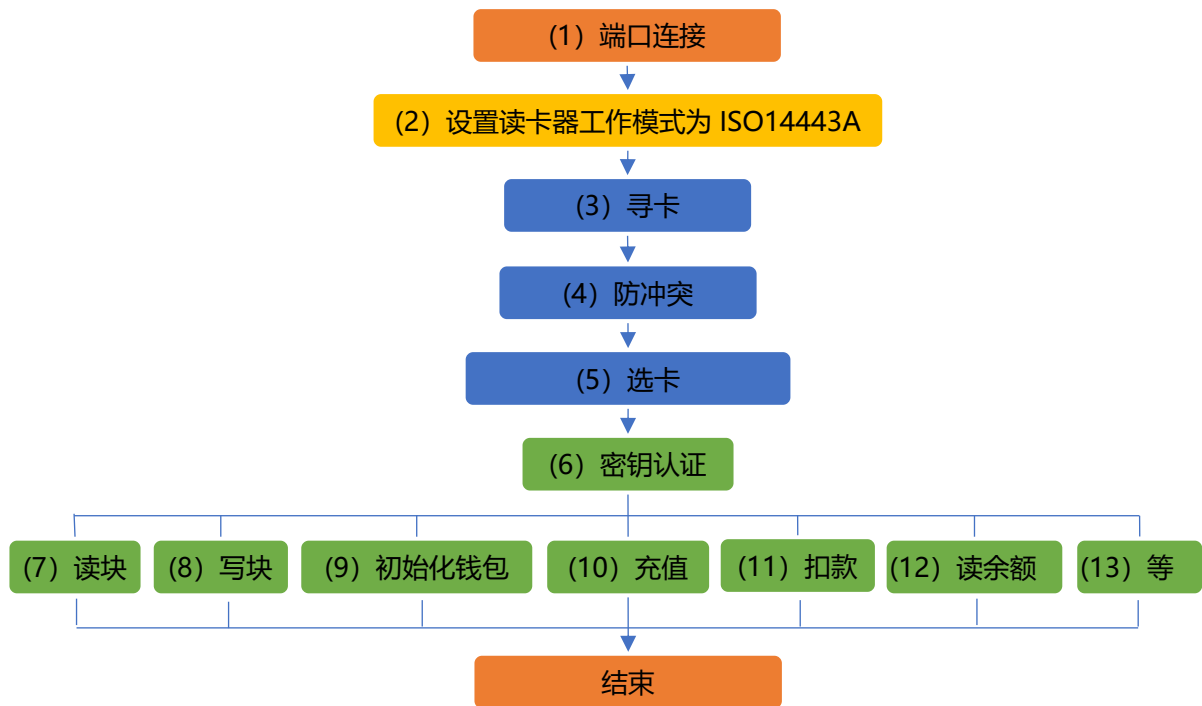 (1）端口连接
(2）设置读卡器工作模式为 ISO14443A
(3）寻卡
(4）防冲突
(5）选卡
(6）密钥认证
(7）读块
(8）写块
(9）初始化钱包
(10）充值
(11）扣款
(12）读余额
(13）等
结束